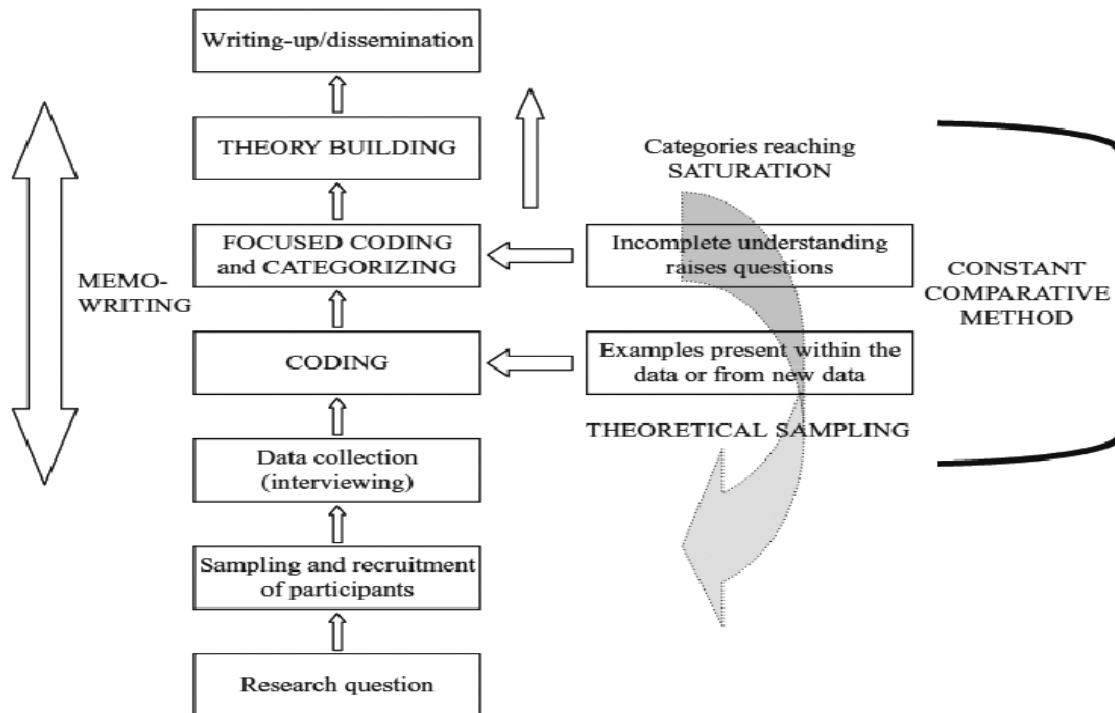 Writing-up/dissemination
THEORY BUILDING
Categories reaching
SATURATION
FOCUSED CODING
and CATEGORIZING
Incomplete understanding
raises questions
MEMO-
WRITING
CONSTANT
COMPARATIVE
METHOD
CODING
Examples present within the
data or from new data
THEORETICAL SAMPLING
Data collection
(interviewing)
Sampling and recruitment
of participants
Research question